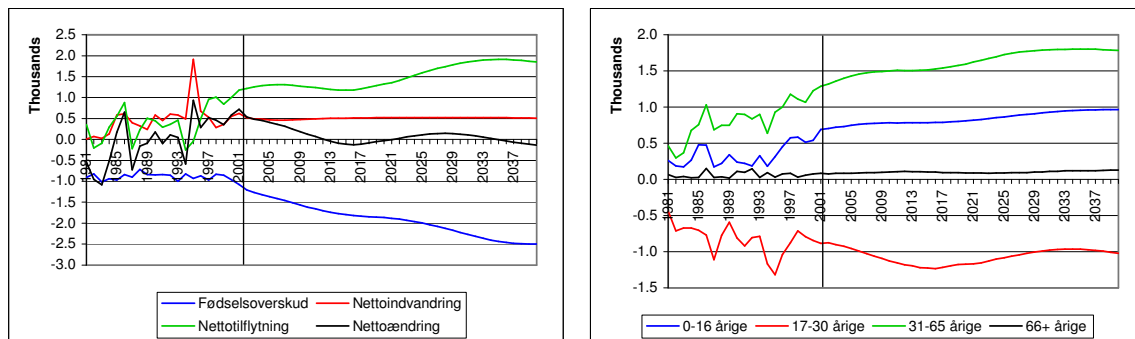 Thousands
2.5
2.0
1.5
1.0
0.5
0.0
-0.5
-1.0
-1.5
-2.0
-2.5
-3.0
1981 1985 1989 1993 1997 2001 2005 2009 2013 2017 2021 2025 2029 2033 2037
Fødselsoverskud Nettoindvandring
Nettotilflytning Nettoændring
Thousands
2.0
1.5
1.0
0.5
0.0
-0.5
-1.0
-1.5
1981 1985 1989 1993 1997 2001 2005 2009 2013 2017 2021 2025 2029 2033 2037
0-16 årige 17-30 årige 31-65 årige 66+ årige